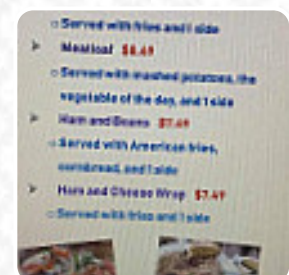 ○ Served with fries and 1 side
➤ Meatloaf $8.49
○ Served with mashed potatoes, the
vegetable of the day, and 1 side
➤ Ham and Beans $7.49
○ Served with American fries,
cornbread, and 1 side
➤ Ham and Cheese Wrap $7.49
○ Served with fries and 1 side